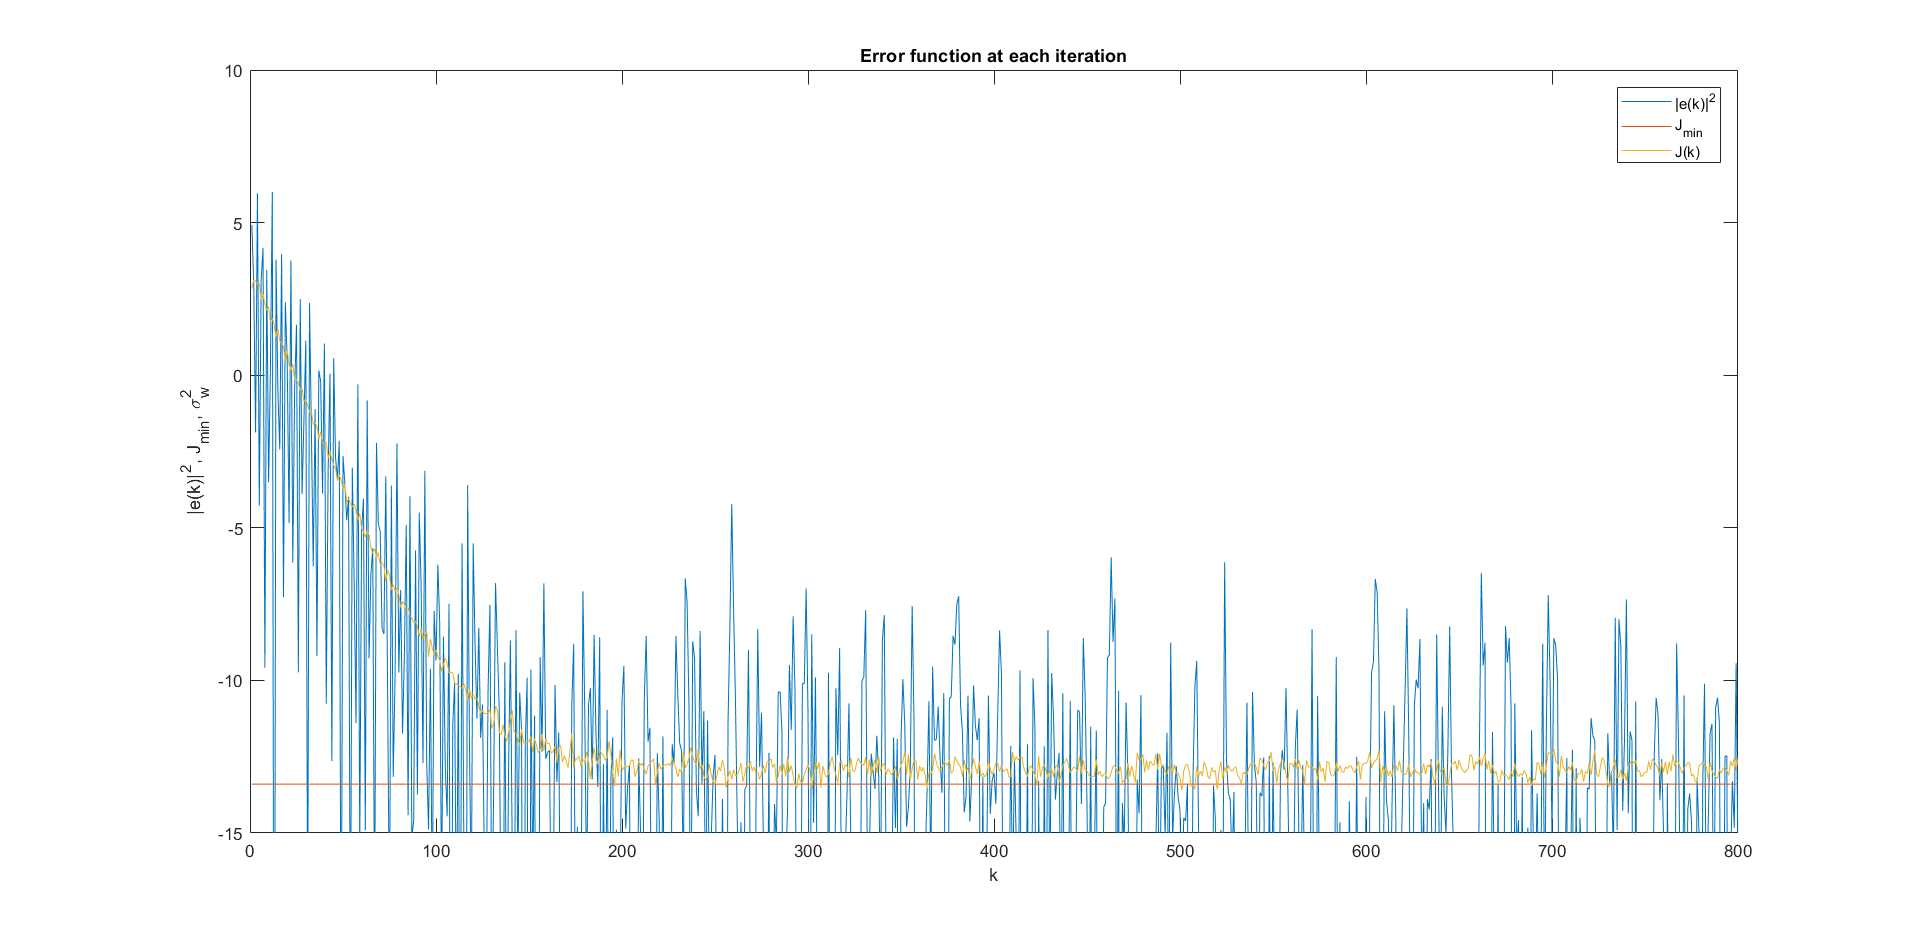 Error function at each iteration
10
5
0
-5
-10
-15
|e(k)|², J_min, σ_w²
|e(k)|²
J_min
J(k)
0 100 200 300 400 500 600 700 800
k